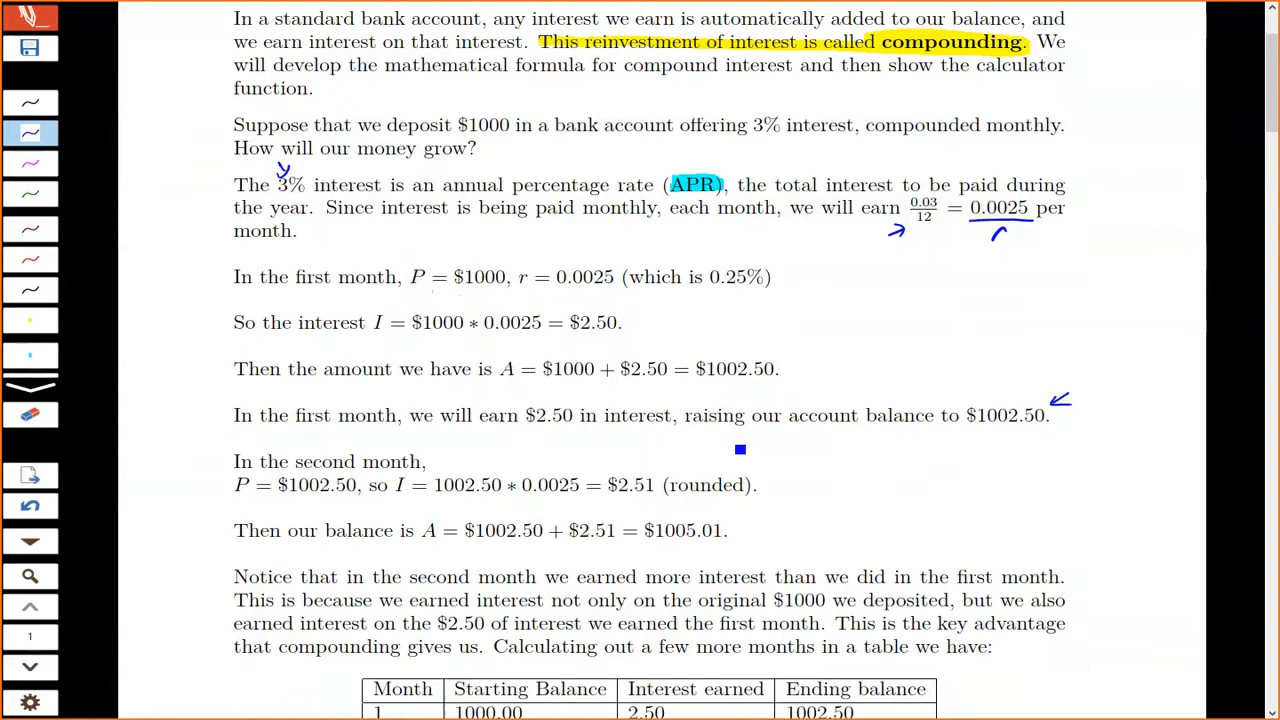 In a standard bank account, any interest we earn is automatically added to our balance, and
we earn interest on that interest. This reinvestment of interest is called compounding. We
will develop the mathematical formula for compound interest and then show the calculator
function.
Suppose that we deposit $1000 in a bank account offering 3% interest, compounded monthly.
How will our money grow?
y
The 3% interest is an annual percentage rate (APR), the total interest to be paid during
the year. Since interest is being paid monthly, each month, we will earn 0.03/12 = 0.0025 per
month.
r
In the first month, P = $1000, r = 0.0025 (which is 0.25%)
So the interest I = $1000 ∗ 0.0025 = $2.50.
Then the amount we have is A = $1000 + $2.50 = $1002.50.
In the first month, we will earn $2.50 in interest, raising our account balance to $1002.50.
In the second month,
P = $1002.50, so I = 1002.50 ∗ 0.0025 = $2.51 (rounded).
Then our balance is A = $1002.50 + $2.51 = $1005.01.
Notice that in the second month we earned more interest than we did in the first month.
This is because we earned interest not only on the original $1000 we deposited, but we also
earned interest on the $2.50 of interest we earned the first month. This is the key advantage
that compounding gives us. Calculating out a few more months in a table we have:
1
Month Starting Balance Interest earned Ending balance
1 1000.00 2.50 1002.50